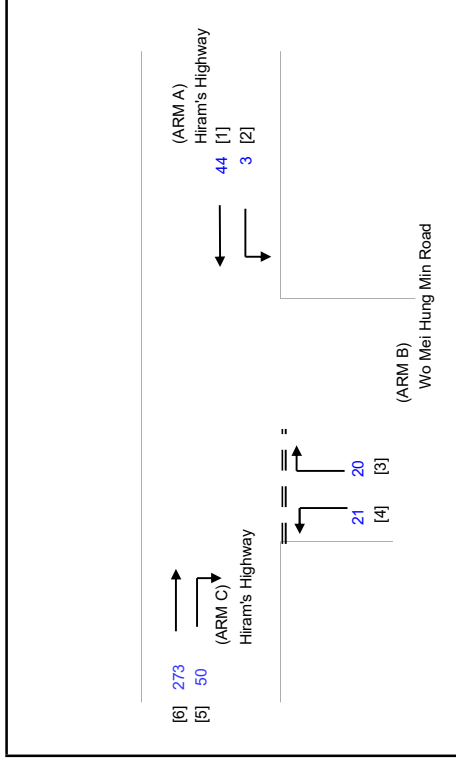 (ARM A)
Hiram's Highway
44 [1]
3 [2]
[6] 273
[5] 50
(ARM C)
Hiram's Highway
21 20
[4] [3]
(ARM B)
Wo Mei Hung Min Road